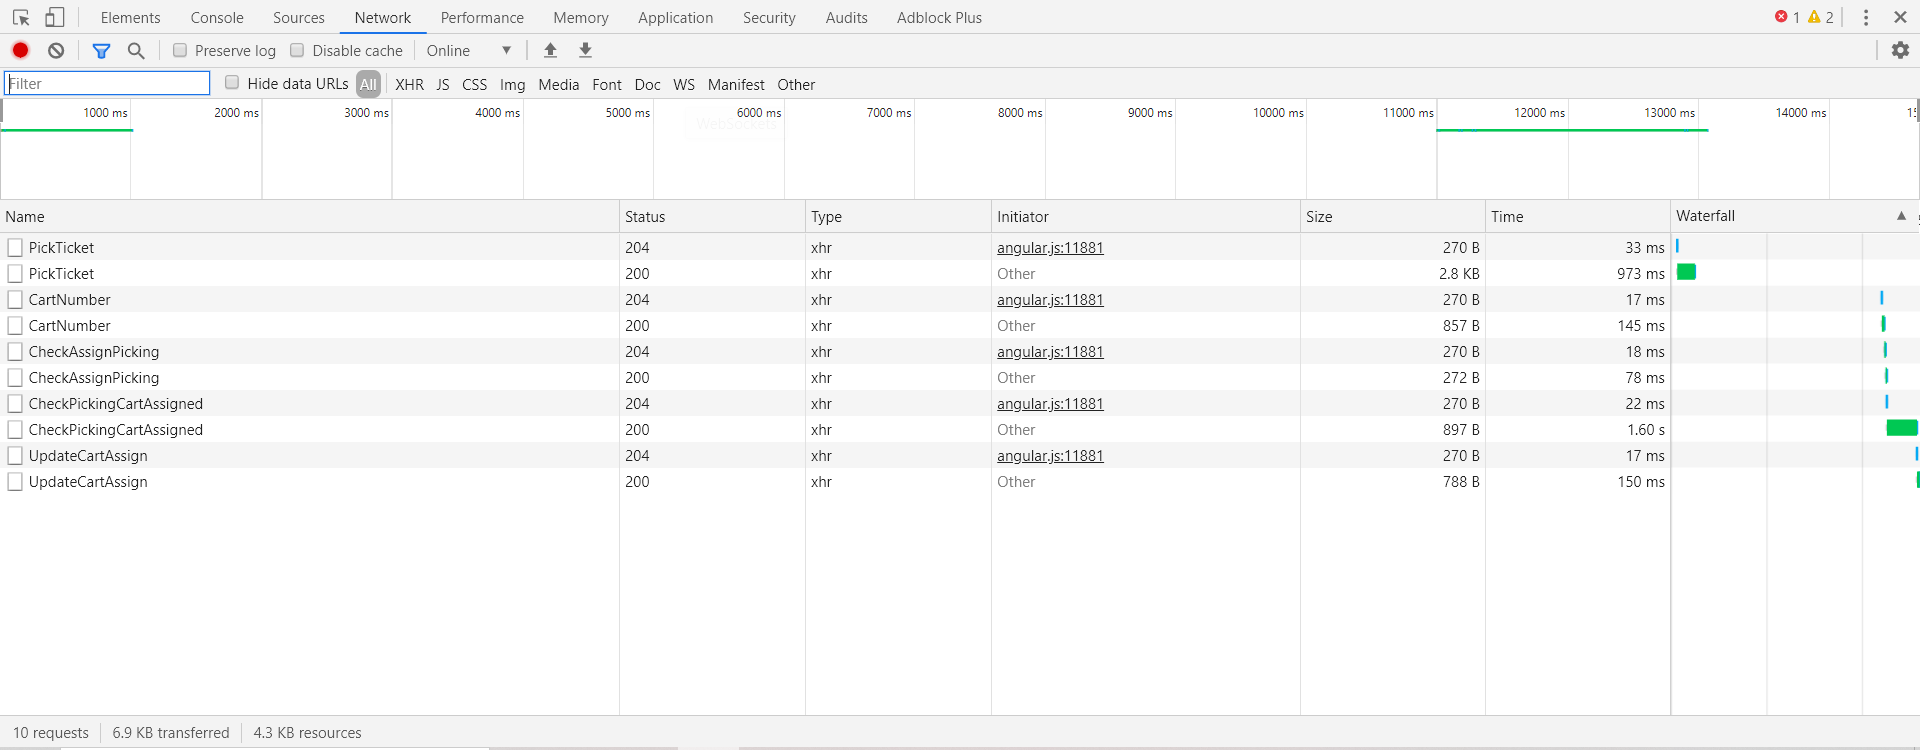 Elements Console Sources Network Performance Memory Application Security Audits Adblock Plus 1 2
Preserve log Disable cache Online
Filter Hide data URLs All XHR JS CSS Img Media Font Doc WS Manifest Other
1000 ms 2000 ms 3000 ms 4000 ms 5000 ms 6000 ms 7000 ms 8000 ms 9000 ms 10000 ms 11000 ms 12000 ms 13000 ms 14000 ms
Name Status Type Initiator Size Time Waterfall
PickTicket 204 xhr angular.js:11881 270 B 33 ms
PickTicket 200 xhr Other 2.8 KB 973 ms
CartNumber 204 xhr angular.js:11881 270 B 17 ms
CartNumber 200 xhr Other 857 B 145 ms
CheckAssignPicking 204 xhr angular.js:11881 270 B 18 ms
CheckAssignPicking 200 xhr Other 272 B 78 ms
CheckPickingCartAssigned 204 xhr angular.js:11881 270 B 22 ms
CheckPickingCartAssigned 200 xhr Other 897 B 1.60 s
UpdateCartAssign 204 xhr angular.js:11881 270 B 17 ms
UpdateCartAssign 200 xhr Other 788 B 150 ms
10 requests 6.9 KB transferred 4.3 KB resources